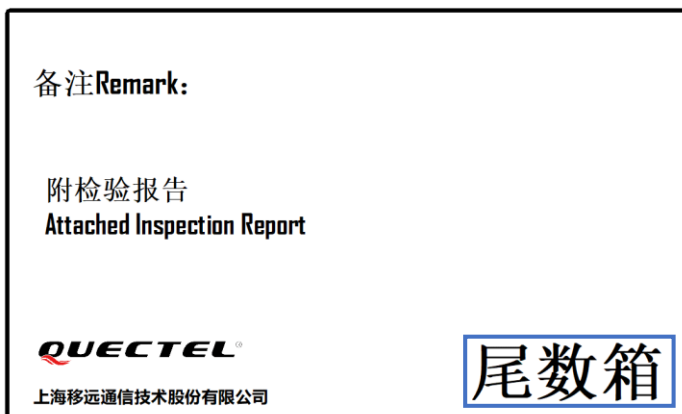 备注Remark：
附检验报告
Attached Inspection Report
QUECTEL®
上海移远通信技术股份有限公司
尾数箱